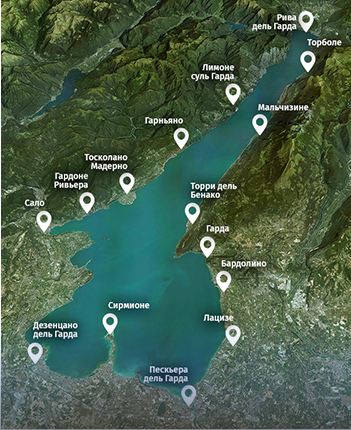 Рива
дель Гарда
Торболе
Лимоне
суль Гарда
Мальчизине
Гарньяно
Тосколано
Мадерно
Гардоне
Ривьера
Торри дель
Бенако
Сало
Гарда
Бардолино
Сирмионе
Лацизе
Дезенцано
дель Гарда
Пескьера
дель Гарда